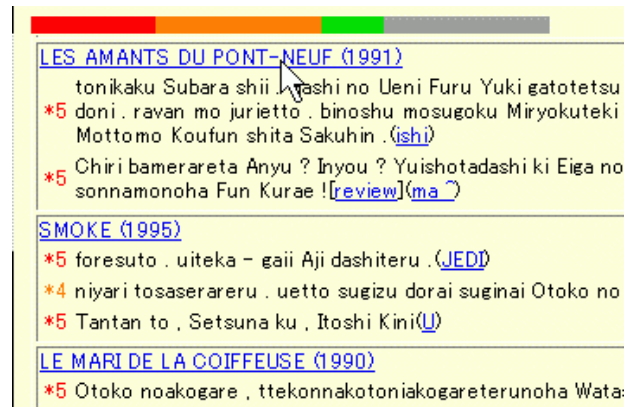 LES AMANTS DU PONT-NEUF (1991)
tonikaku Subara shii . ashi no Ueni Furu Yuki gatotetsu
*5 doni . ravan mo jurietto . binoshu mosugoku Miryokuteki
Mottomo Koufun shita Sakuhin .(ishi)
*5 Chiri bamerareta Anyu ? Inyou ? Yuishotadashi ki Eiga no
sonnamonoha Fun Kurae ![review](ma ^)
SMOKE (1995)
*5 foresuto . uiteka - gaii Aji dashiteru .(JEDI)
*4 niyari tosaserareru . uetto sugizu dorai suginai Otoko no
*5 Tantan to , Setsuna ku , Itoshi Kini(U)
LE MARI DE LA COIFFEUSE (1990)
*5 Otoko noakogare , ttekonnakotoniakogareterunoha Wata